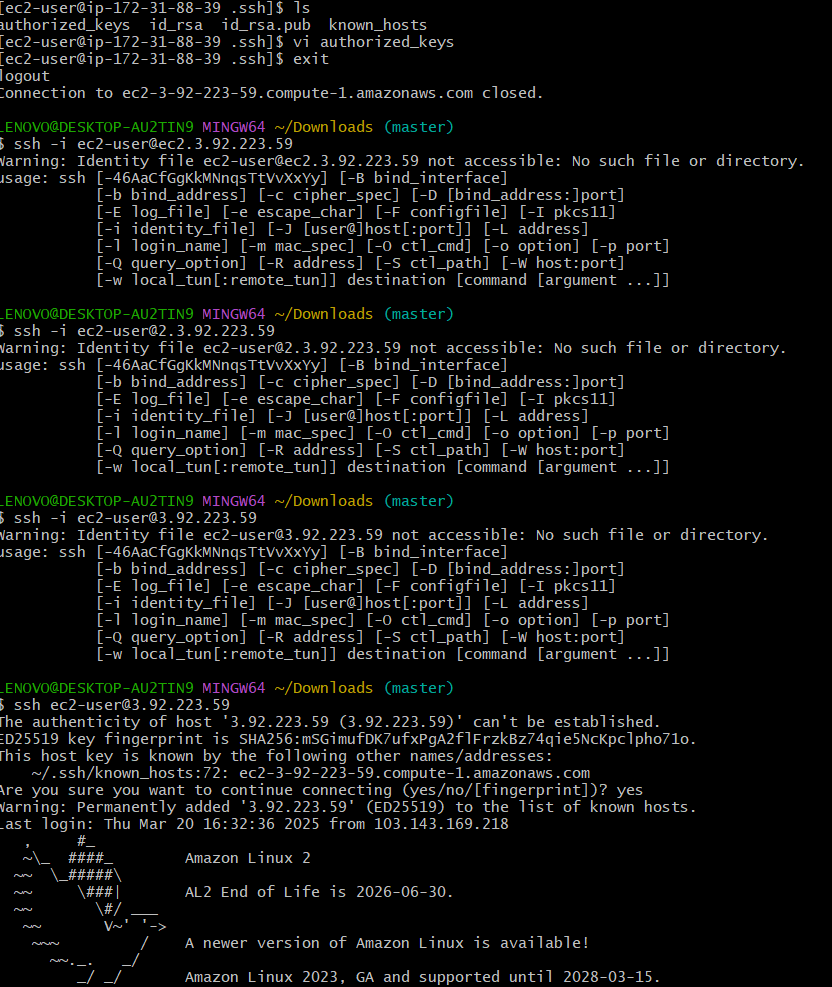 [ec2-user@ip-172-31-88-39 .ssh]$ ls
authorized_keys  id_rsa  id_rsa.pub  known_hosts
[ec2-user@ip-172-31-88-39 .ssh]$ vi authorized_keys
[ec2-user@ip-172-31-88-39 .ssh]$ exit
logout
Connection to ec2-3-92-223-59.compute-1.amazonaws.com closed.

LENOVO@DESKTOP-AU2TIN9 MINGW64 ~/Downloads (master)
$ ssh -i ec2-user@ec2.3.92.223.59
Warning: Identity file ec2-user@ec2.3.92.223.59 not accessible: No such file or directory.
usage: ssh [-46AaCfGgKkMNnqsTtVvXxYy] [-B bind_interface]
           [-b bind_address] [-c cipher_spec] [-D [bind_address:]port]
           [-E log_file] [-e escape_char] [-F configfile] [-I pkcs11]
           [-i identity_file] [-J [user@]host[:port]] [-L address]
           [-l login_name] [-m mac_spec] [-O ctl_cmd] [-o option] [-p port]
           [-Q query_option] [-R address] [-S ctl_path] [-W host:port]
           [-w local_tun[:remote_tun]] destination [command [argument ...]]

LENOVO@DESKTOP-AU2TIN9 MINGW64 ~/Downloads (master)
$ ssh -i ec2-user@2.3.92.223.59
Warning: Identity file ec2-user@2.3.92.223.59 not accessible: No such file or directory.
usage: ssh [-46AaCfGgKkMNnqsTtVvXxYy] [-B bind_interface]
           [-b bind_address] [-c cipher_spec] [-D [bind_address:]port]
           [-E log_file] [-e escape_char] [-F configfile] [-I pkcs11]
           [-i identity_file] [-J [user@]host[:port]] [-L address]
           [-l login_name] [-m mac_spec] [-O ctl_cmd] [-o option] [-p port]
           [-Q query_option] [-R address] [-S ctl_path] [-W host:port]
           [-w local_tun[:remote_tun]] destination [command [argument ...]]

LENOVO@DESKTOP-AU2TIN9 MINGW64 ~/Downloads (master)
$ ssh -i ec2-user@3.92.223.59
Warning: Identity file ec2-user@3.92.223.59 not accessible: No such file or directory.
usage: ssh [-46AaCfGgKkMNnqsTtVvXxYy] [-B bind_interface]
           [-b bind_address] [-c cipher_spec] [-D [bind_address:]port]
           [-E log_file] [-e escape_char] [-F configfile] [-I pkcs11]
           [-i identity_file] [-J [user@]host[:port]] [-L address]
           [-l login_name] [-m mac_spec] [-O ctl_cmd] [-o option] [-p port]
           [-Q query_option] [-R address] [-S ctl_path] [-W host:port]
           [-w local_tun[:remote_tun]] destination [command [argument ...]]

LENOVO@DESKTOP-AU2TIN9 MINGW64 ~/Downloads (master)
$ ssh ec2-user@3.92.223.59
The authenticity of host '3.92.223.59 (3.92.223.59)' can't be established.
ED25519 key fingerprint is SHA256:mSGimufDK7ufxPgA2flFrzkBz74qie5NcKpclpho71o.
This host key is known by the following other names/addresses:
    ~/.ssh/known_hosts:72: ec2-3-92-223-59.compute-1.amazonaws.com
Are you sure you want to continue connecting (yes/no/[fingerprint])? yes
Warning: Permanently added '3.92.223.59' (ED25519) to the list of known hosts.
Last login: Thu Mar 20 16:32:36 2025 from 103.143.169.218
   ,     #_
   ~\_  ####_        Amazon Linux 2
  ~~  \_#####\
  ~~     \###|       AL2 End of Life is 2026-06-30.
  ~~       \#/ ___
   ~~       V~' '->
    ~~~         /    A newer version of Amazon Linux is available!
      ~~._.   _/
         _/ _/       Amazon Linux 2023, GA and supported until 2028-03-15.